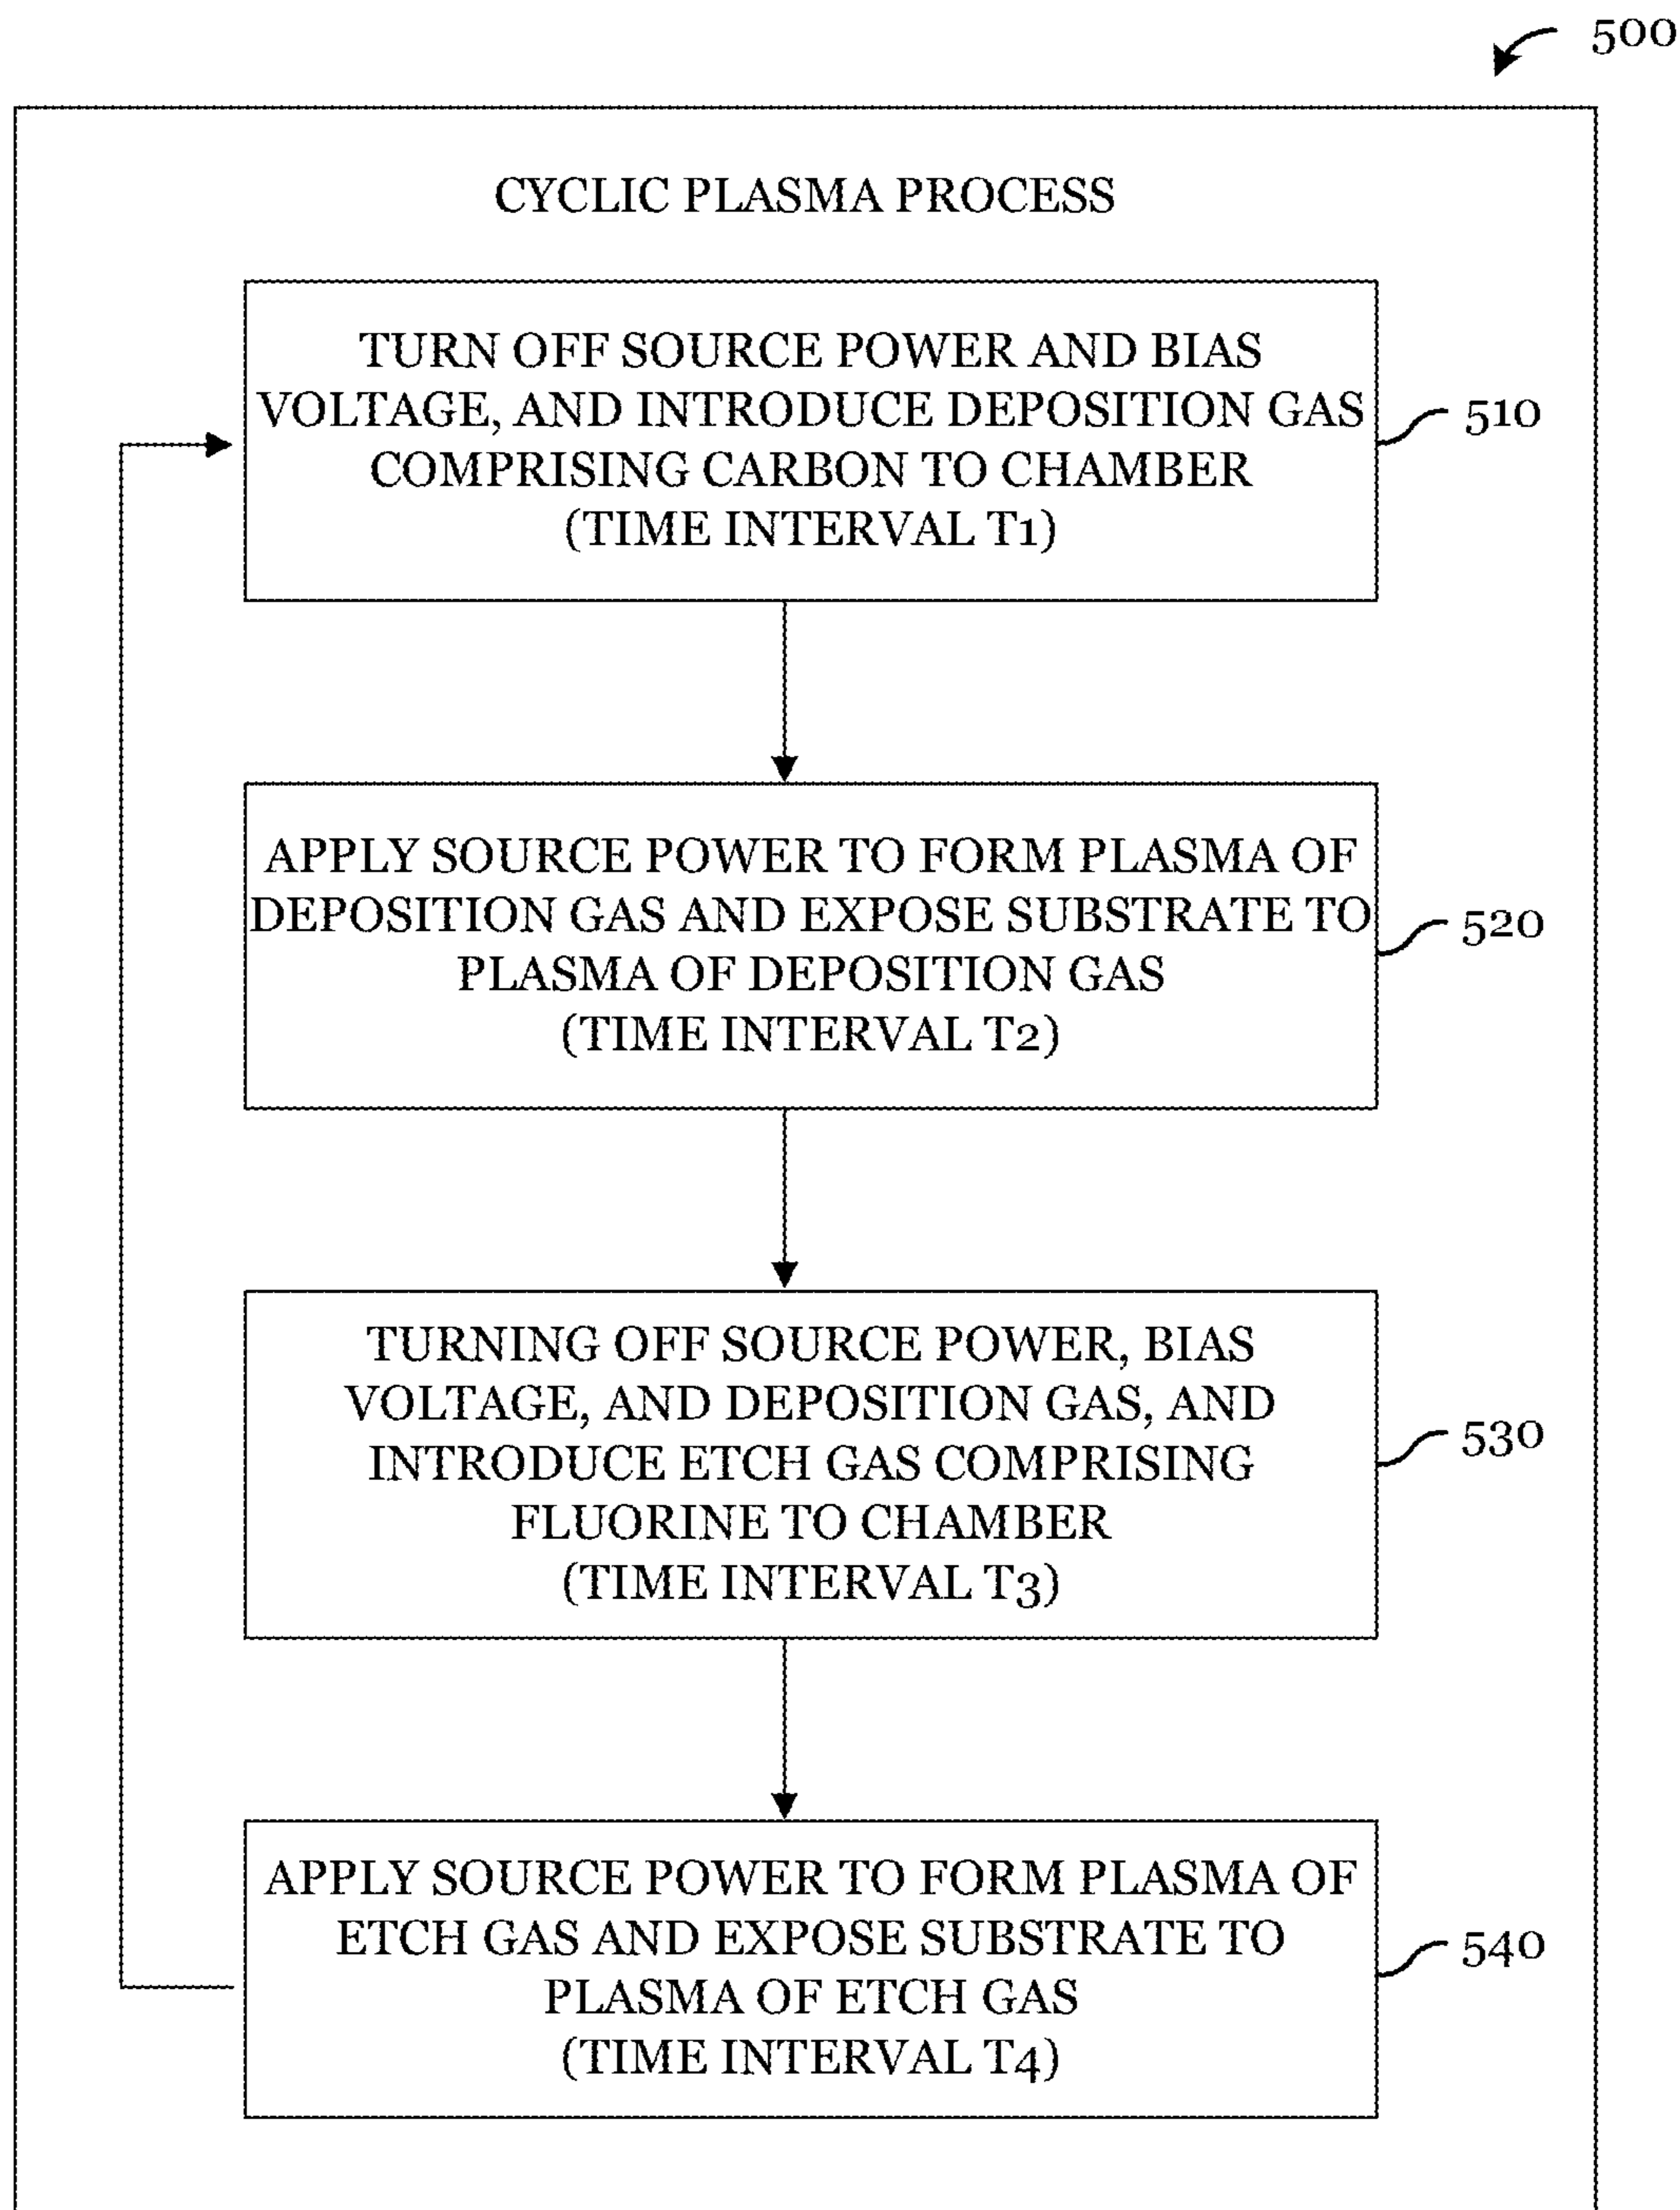 500
CYCLIC PLASMA PROCESS
TURN OFF SOURCE POWER AND BIAS
VOLTAGE, AND INTRODUCE DEPOSITION GAS
COMPRISING CARBON TO CHAMBER
(TIME INTERVAL T1)
510
APPLY SOURCE POWER TO FORM PLASMA OF
DEPOSITION GAS AND EXPOSE SUBSTRATE TO
PLASMA OF DEPOSITION GAS
(TIME INTERVAL T2)
520
TURNING OFF SOURCE POWER, BIAS
VOLTAGE, AND DEPOSITION GAS, AND
INTRODUCE ETCH GAS COMPRISING
FLUORINE TO CHAMBER
(TIME INTERVAL T3)
530
APPLY SOURCE POWER TO FORM PLASMA OF
ETCH GAS AND EXPOSE SUBSTRATE TO
PLASMA OF ETCH GAS
(TIME INTERVAL T4)
540